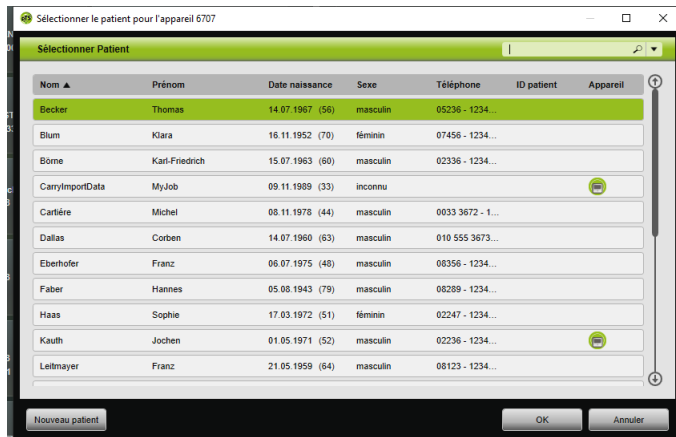 Sélectionner le patient pour l'appareil 6707
Sèlectionner Patient
Nom ▲ Prénom Date naissance Sexe Téléphone ID patient Appareil
Becker Thomas 14.07.1967 (56) masculin 05236 - 1234...
Blum Klara 16.11.1952 (70) féminin 07456 - 1234...
Börne Karl-Friedrich 15.07.1963 (60) masculin 02336 - 1234...
CarryImportData MyJob 09.11.1989 (33) inconnu
Cartiére Michel 08.11.1978 (44) masculin 0033 3672 - 1...
Dallas Corben 14.07.1960 (63) masculin 010 555 3673...
Eberhofer Franz 06.07.1975 (48) masculin 08356 - 1234...
Faber Hannes 05.08.1943 (79) masculin 08289 - 1234...
Haas Sophie 17.03.1972 (51) féminin 02247 - 1234...
Kauth Jochen 01.05.1971 (52) masculin 02236 - 1234...
Leitmayer Franz 21.05.1959 (64) masculin 08123 - 1234...
Nouveau patient OK Annuler